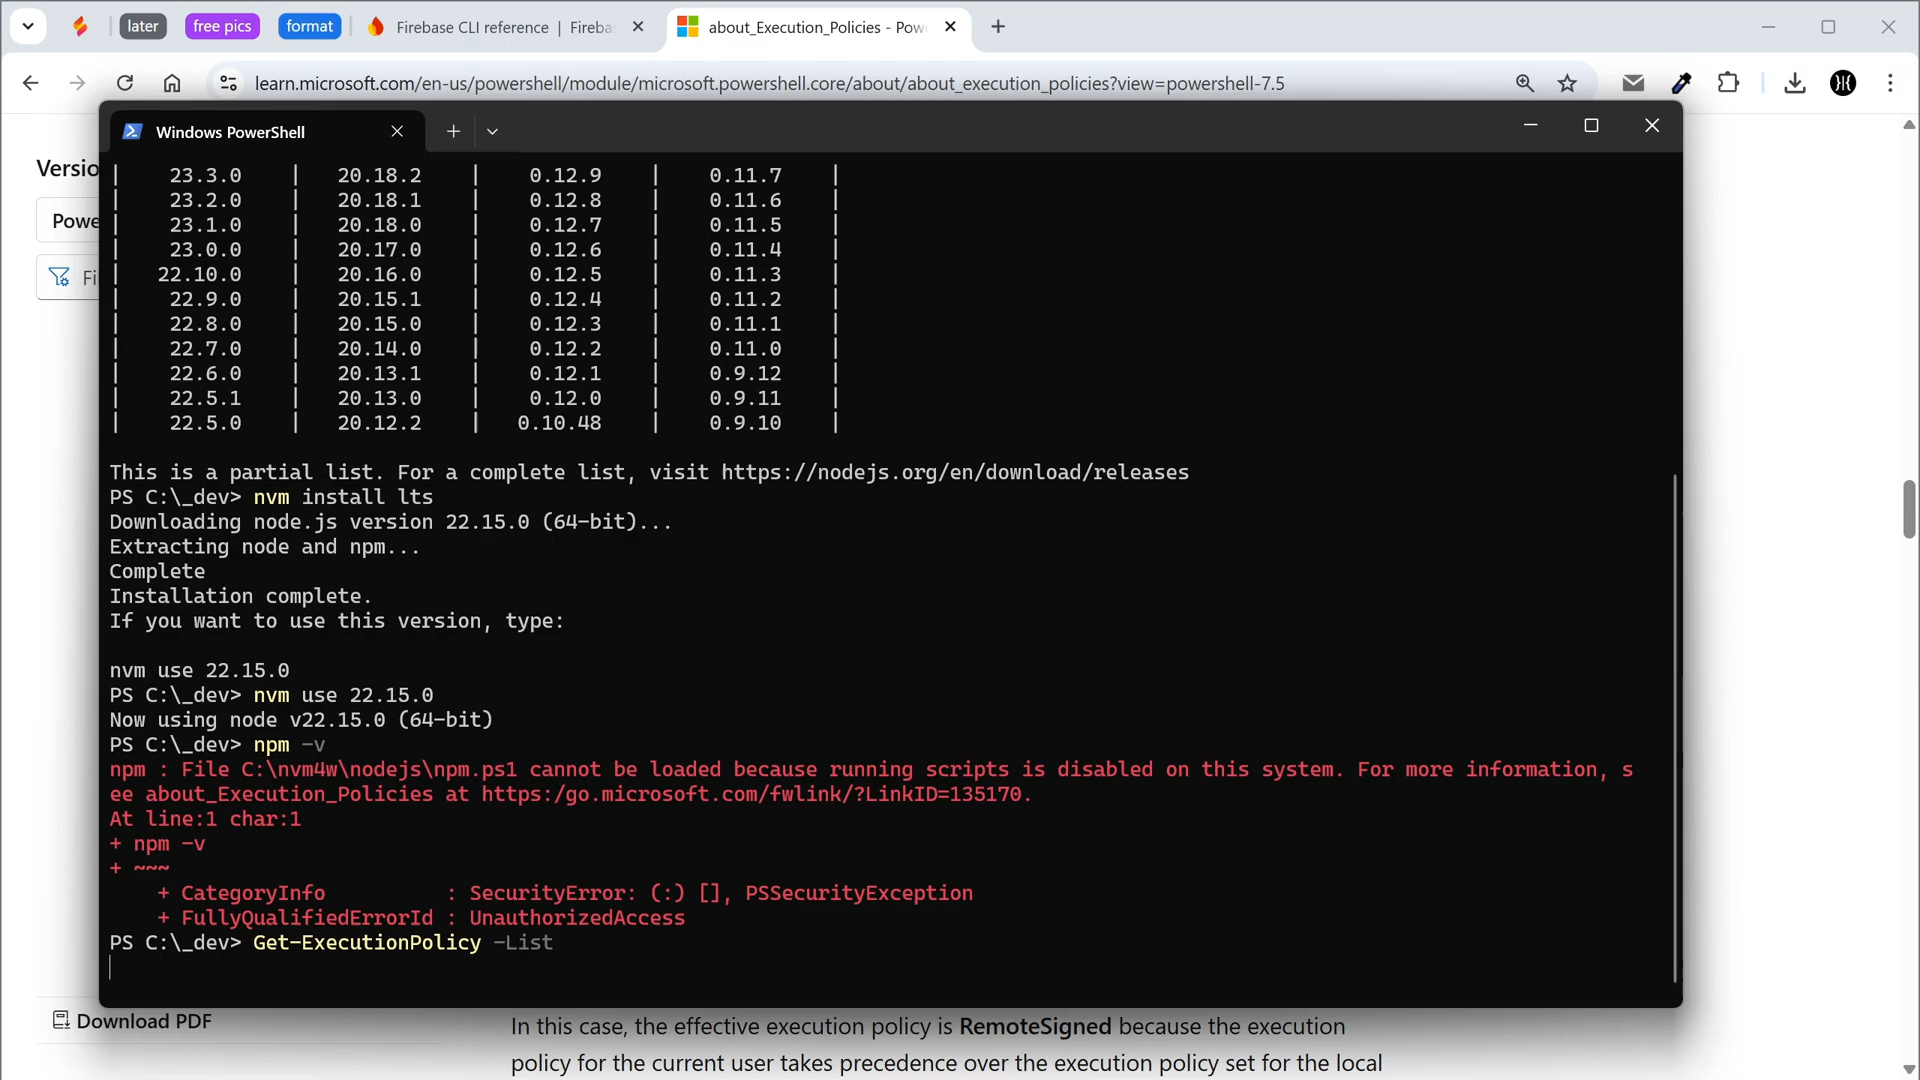 later
free pics
format
Firebase CLI reference | Fireba
about_Execution_Policies - Pow
learn.microsoft.com/en-us/powershell/module/microsoft.powershell.core/about/about_execution_policies?view=powershell-7.5
Versio
Powe
Fi
Windows PowerShell
| 23.3.0 | 20.18.2 | 0.12.9 | 0.11.7 |
| 23.2.0 | 20.18.1 | 0.12.8 | 0.11.6 |
| 23.1.0 | 20.18.0 | 0.12.7 | 0.11.5 |
| 23.0.0 | 20.17.0 | 0.12.6 | 0.11.4 |
| 22.10.0 | 20.16.0 | 0.12.5 | 0.11.3 |
| 22.9.0 | 20.15.1 | 0.12.4 | 0.11.2 |
| 22.8.0 | 20.15.0 | 0.12.3 | 0.11.1 |
| 22.7.0 | 20.14.0 | 0.12.2 | 0.11.0 |
| 22.6.0 | 20.13.1 | 0.12.1 | 0.9.12 |
| 22.5.1 | 20.13.0 | 0.12.0 | 0.9.11 |
| 22.5.0 | 20.12.2 | 0.10.48 | 0.9.10 |
This is a partial list. For a complete list, visit https://nodejs.org/en/download/releases
PS C:\_dev> nvm install lts
Downloading node.js version 22.15.0 (64-bit)...
Extracting node and npm...
Complete
Installation complete.
If you want to use this version, type:
nvm use 22.15.0
PS C:\_dev> nvm use 22.15.0
Now using node v22.15.0 (64-bit)
PS C:\_dev> npm -v
npm : File C:\nvm4w\nodejs\npm.ps1 cannot be loaded because running scripts is disabled on this system. For more information, s
ee about_Execution_Policies at https:/go.microsoft.com/fwlink/?LinkID=135170.
At line:1 char:1
+ npm -v
+ ~~~
+ CategoryInfo : SecurityError: (:) [], PSSecurityException
+ FullyQualifiedErrorId : UnauthorizedAccess
PS C:\_dev> Get-ExecutionPolicy -List
Download PDF
In this case, the effective execution policy is RemoteSigned because the execution
policy for the current user takes precedence over the execution policy set for the local